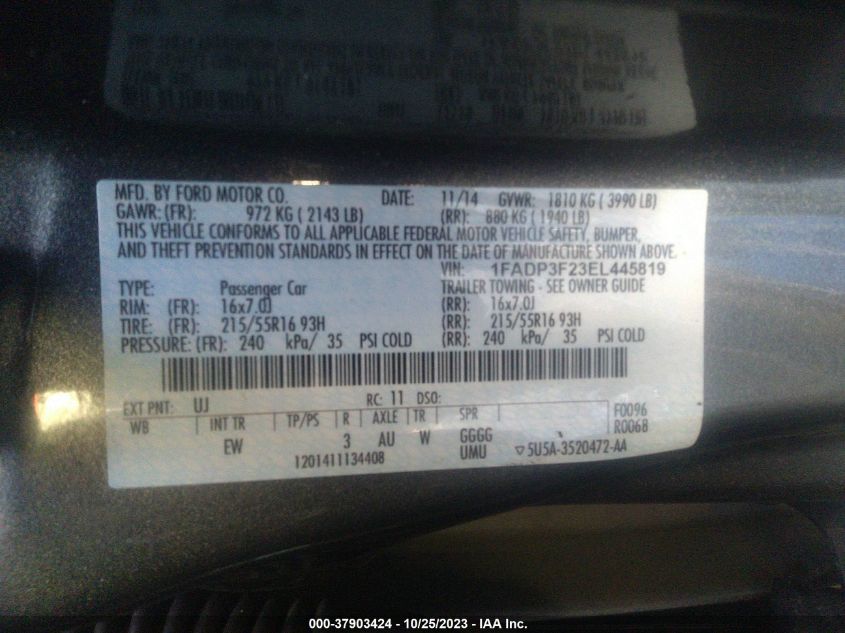 MFD. BY FORD MOTOR CO. DATE: 11/14 GVWR: 1810 KG ( 3990 LB)
GAWR: (FR): 972 KG ( 2143 LB) (RR): 880 KG ( 1940 LB)
THIS VEHICLE CONFORMS TO ALL APPLICABLE FEDERAL MOTOR VEHICLE SAFETY, BUMPER,
AND THEFT PREVENTION STANDARDS IN EFFECT ON THE DATE OF MANUFACTURE SHOWN ABOVE.
VIN: 1FADP3F23EL445819
TYPE: Passenger Car TRAILER TOWING - SEE OWNER GUIDE
RIM: (FR): 16x7.0J (RR): 16x7.0J
TIRE: (FR): 215/55R16 93H (RR): 215/55R16 93H
PRESSURE: (FR): 240 kPa/ 35 PSI COLD (RR): 240 kPa/ 35 PSI COLD
EXT PNT: UJ RC: 11 DSO:
WB INT TR TP/PS R AXLE TR SPR F0096
EW 3 AU W GGGG R0068
1201411134408 UMU ▽5U5A-3520472-AA
000-37903424 - 10/25/2023 - IAA Inc.